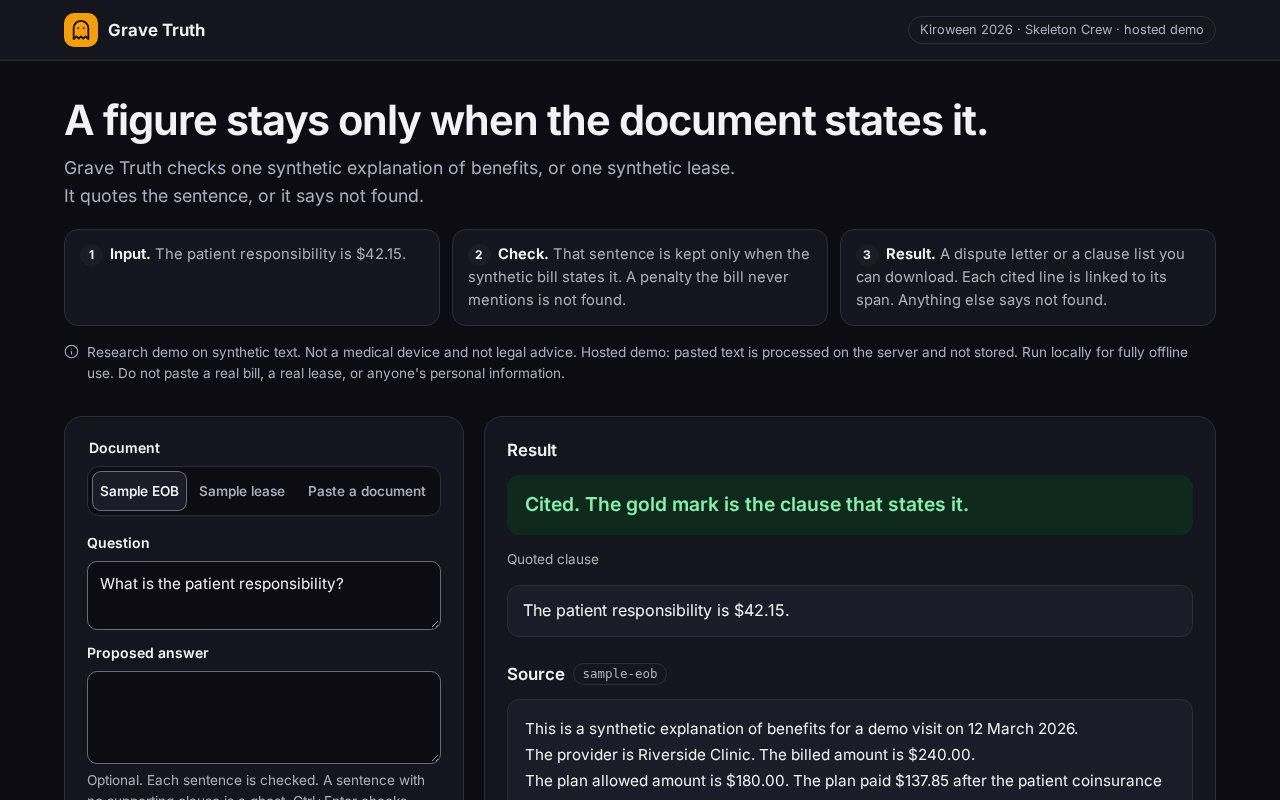 Grave Truth
Kiroween 2026 · Skeleton Crew · hosted demo
A figure stays only when the document states it.
Grave Truth checks one synthetic explanation of benefits, or one synthetic lease.
It quotes the sentence, or it says not found.
1 Input. The patient responsibility is $42.15.
2 Check. That sentence is kept only when the
synthetic bill states it. A penalty the bill never
mentions is not found.
3 Result. A dispute letter or a clause list you
can download. Each cited line is linked to its
span. Anything else says not found.
Research demo on synthetic text. Not a medical device and not legal advice. Hosted demo: pasted text is processed on the server and not stored. Run locally for fully offline
use. Do not paste a real bill, a real lease, or anyone's personal information.
Document
Sample EOB Sample lease Paste a document
Question
What is the patient responsibility?
Proposed answer
Optional. Each sentence is checked. A sentence with
no supporting clause is a ghost. Ctrl+Enter checks.
Result
Cited. The gold mark is the clause that states it.
Quoted clause
The patient responsibility is $42.15.
Source sample-eob
This is a synthetic explanation of benefits for a demo visit on 12 March 2026.
The provider is Riverside Clinic. The billed amount is $240.00.
The plan allowed amount is $180.00. The plan paid $137.85 after the patient coinsurance